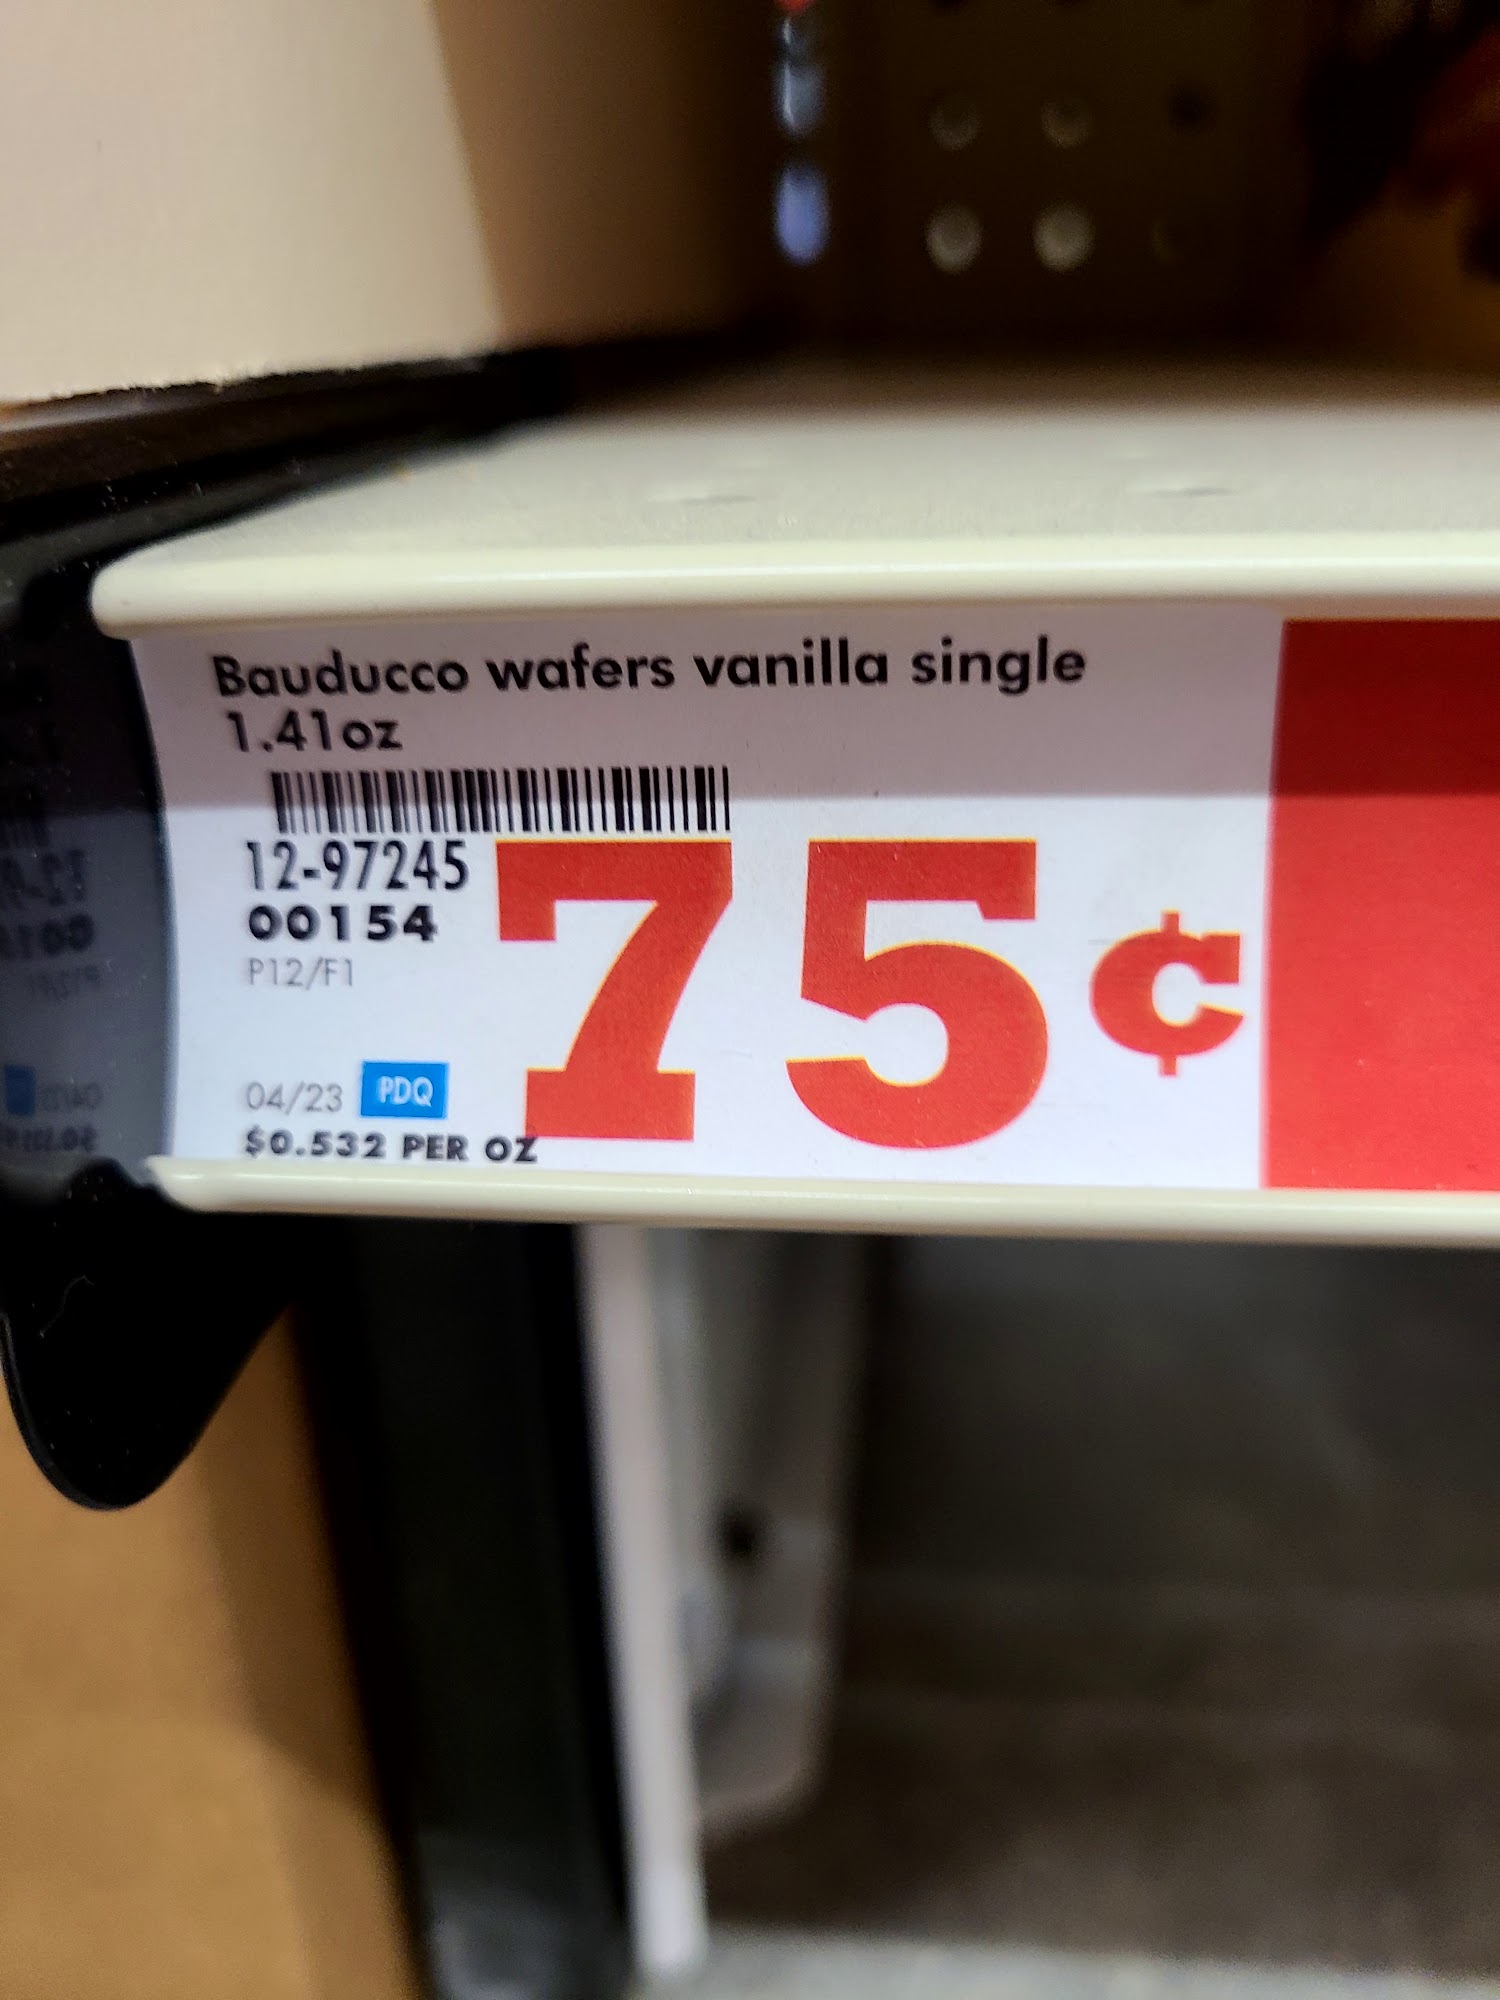 Bauducco wafers vanilla single
1.41oz
12-97245
00154
P12/F1
75¢
04/23 PDQ
$0.532 PER OZ